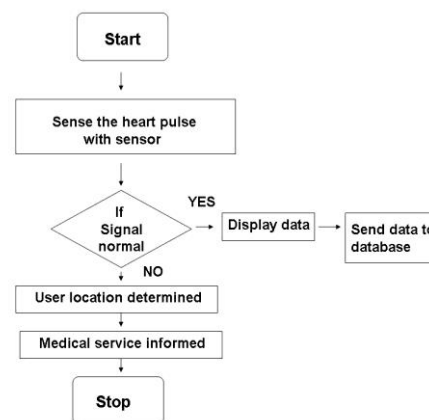 Start
Sense the heart pulse
with sensor
If
Signal
normal
YES
Display data
Send data to
database
NO
User location determined
Medical service informed
Stop